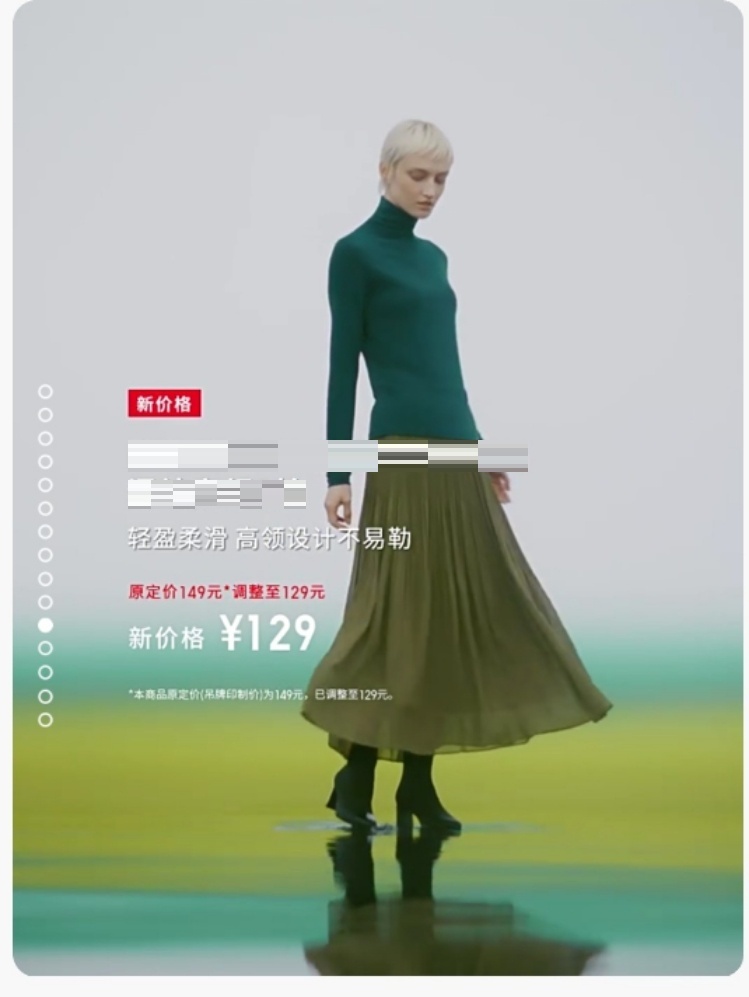 新价格
轻盈柔滑 高领设计不易勒
原定价149元*调整至129元
新价格 ¥129
*本商品原定价(吊牌印制价)为149元，已调整至129元。